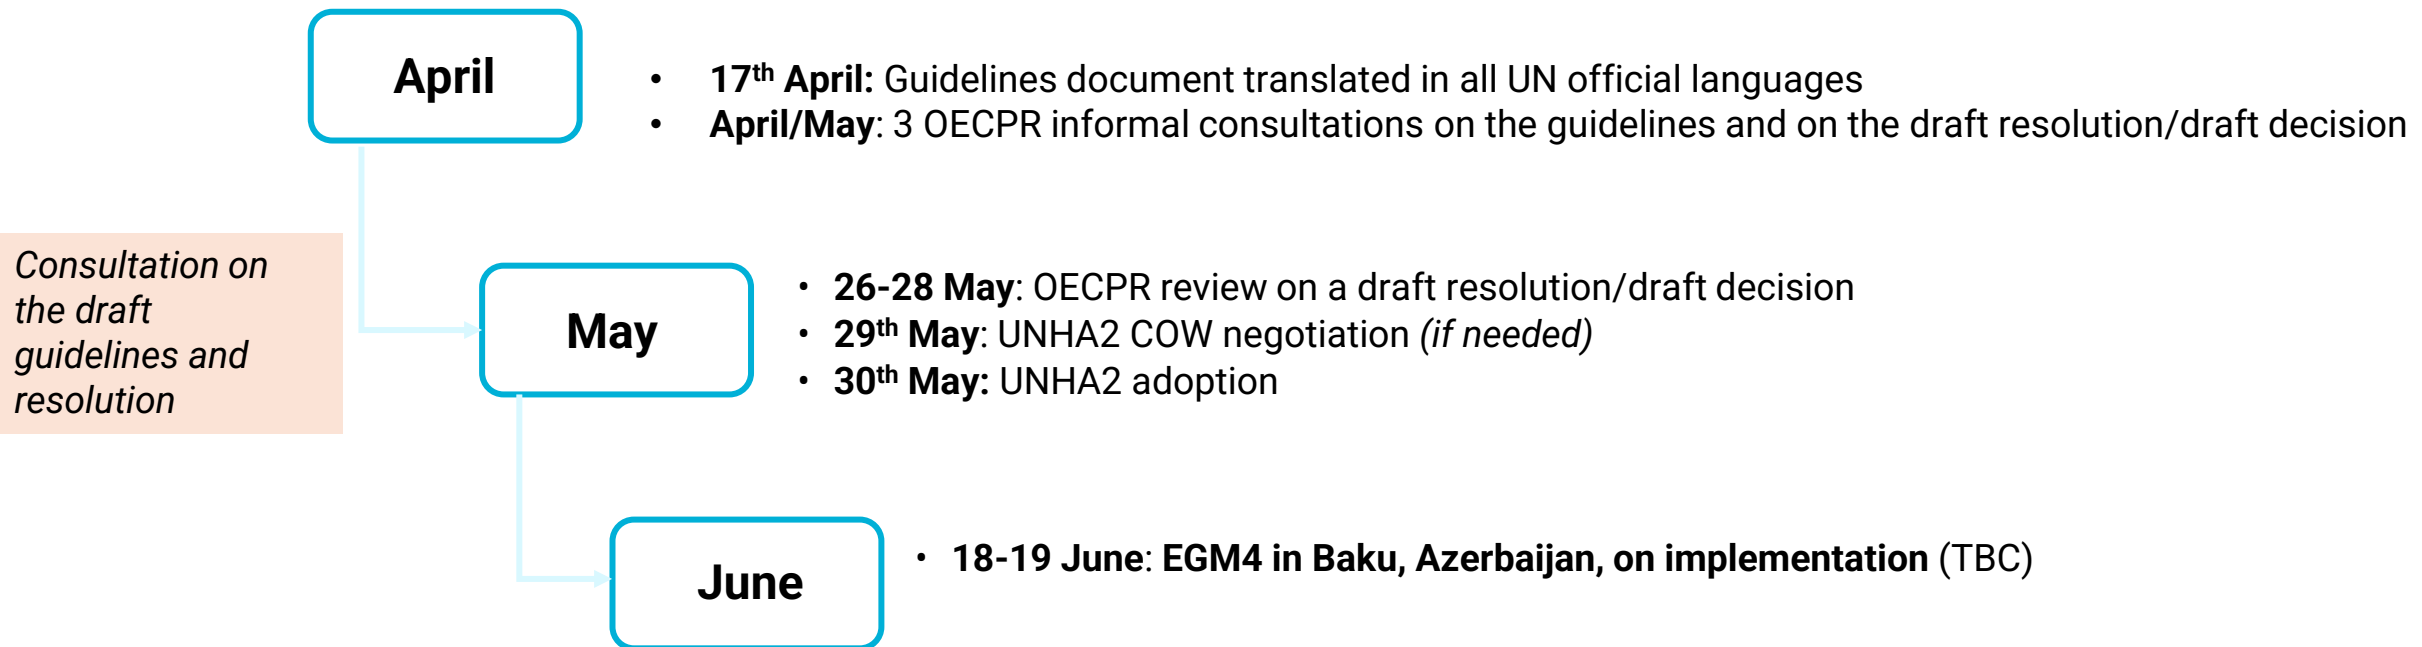 April
• 17th April: Guidelines document translated in all UN official languages
• April/May: 3 OECPR informal consultations on the guidelines and on the draft resolution/draft decision
Consultation on
the draft
guidelines and
resolution
May
• 26-28 May: OECPR review on a draft resolution/draft decision
• 29th May: UNHA2 COW negotiation (if needed)
• 30th May: UNHA2 adoption
June
• 18-19 June: EGM4 in Baku, Azerbaijan, on implementation (TBC)